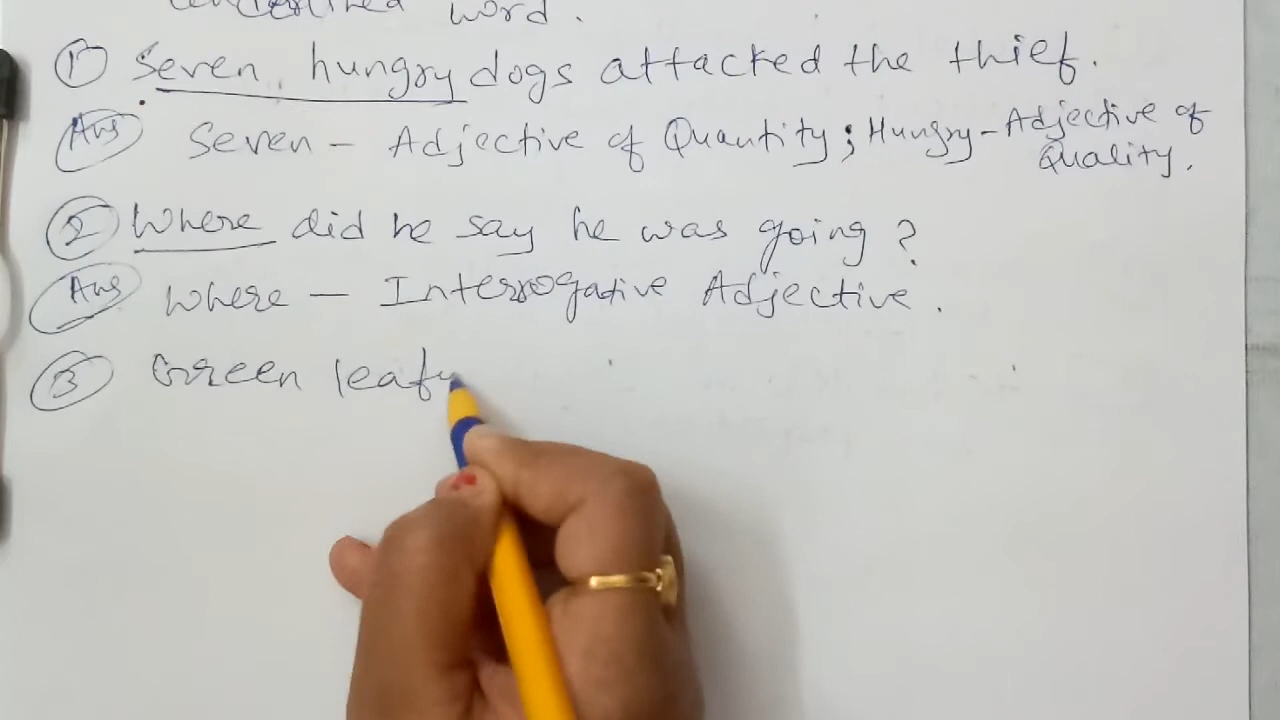 word.
① Seven, hungry dogs attacked the thief.
Ans Seven - Adjective of Quantity; Hungry - Adjective of
Quality.
② Where did he say he was going?
Ans Where - Interrogative Adjective.
③ Green leafy